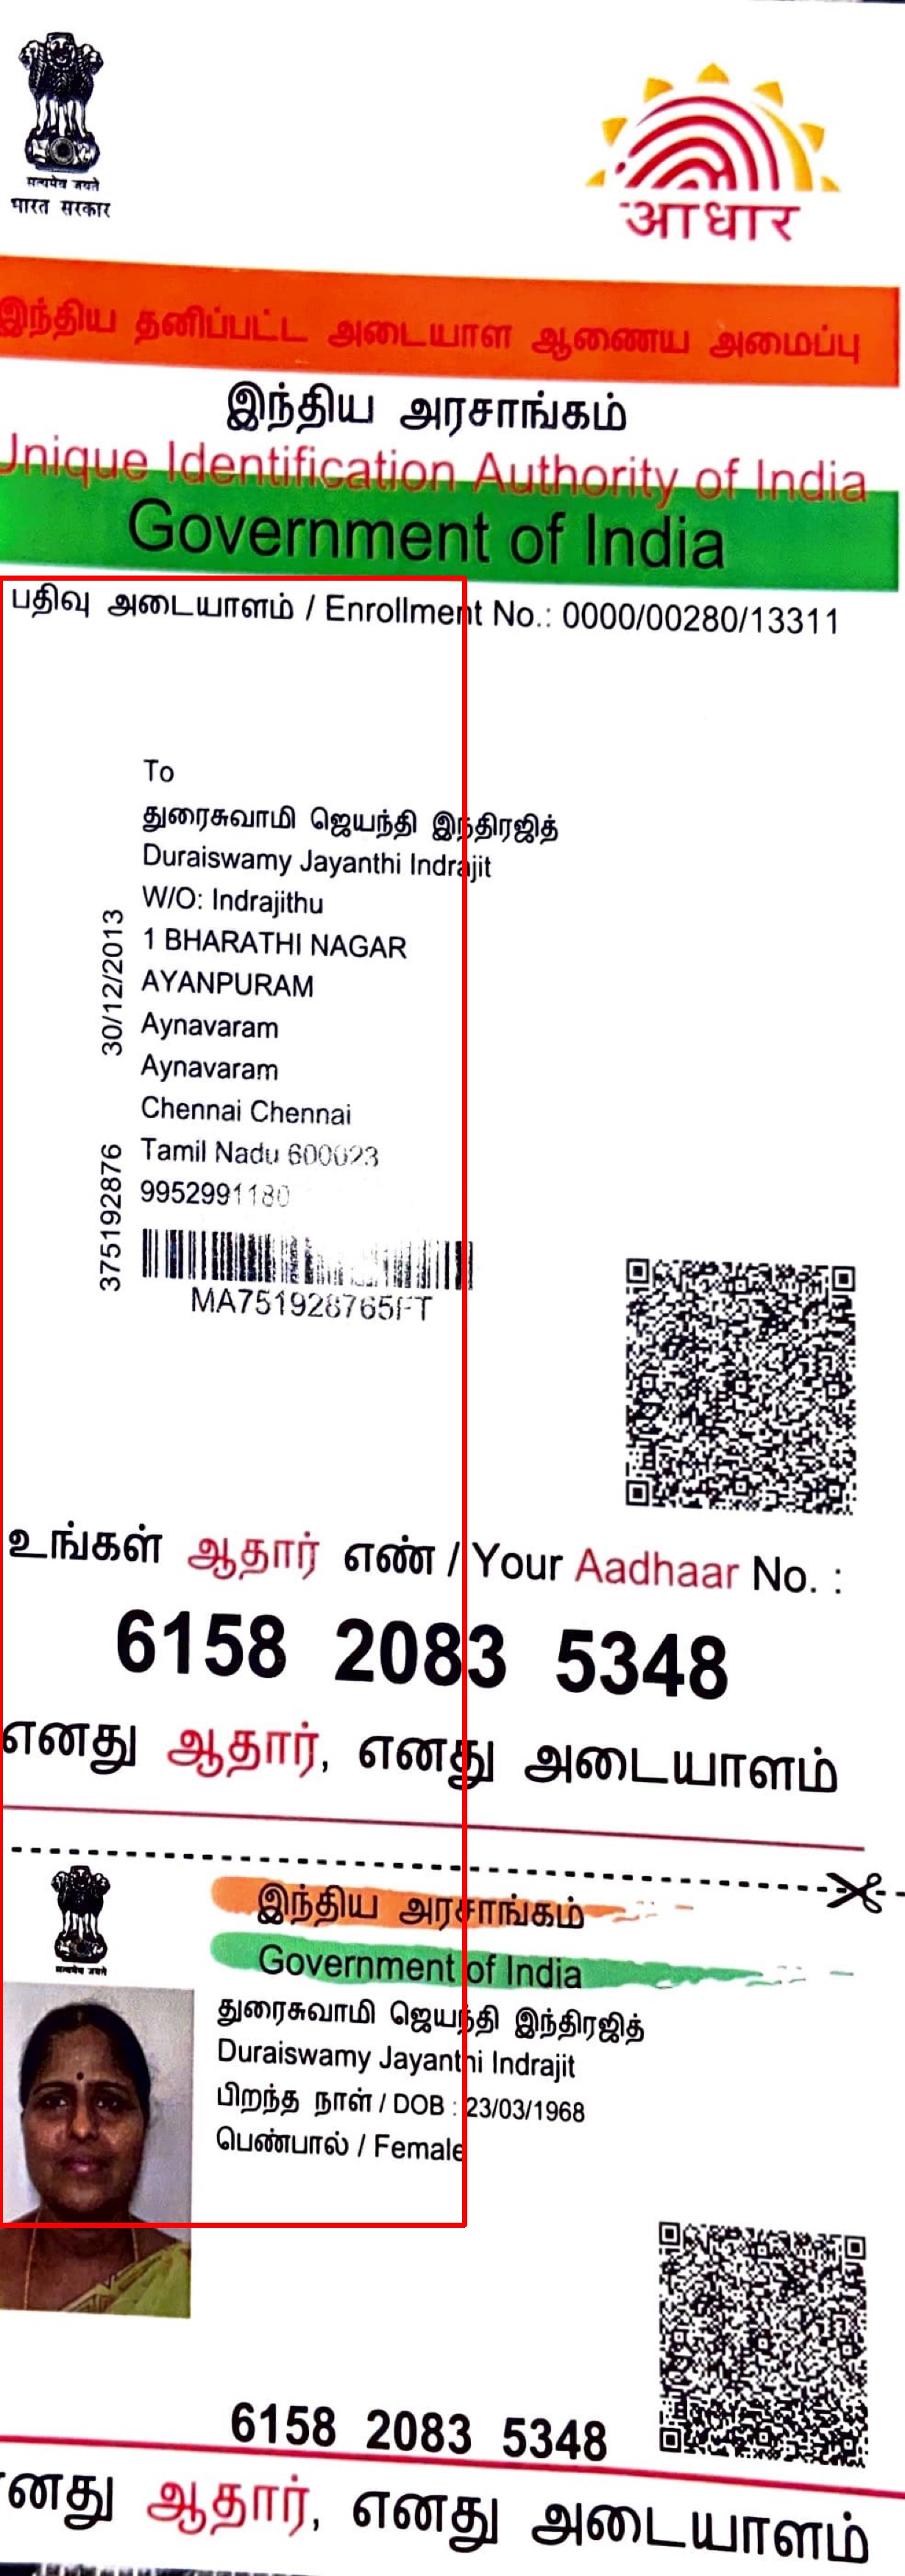 सत्यमेव जयते
भारत सरकार
आधार
இந்திய தனிப்பட்ட அடையாள ஆணைய அமைப்பு
இந்திய அரசாங்கம்
Unique Identification Authority of India
Government of India
பதிவு அடையாளம் / Enrollment No.: 0000/00280/13311
To
துரைசுவாமி ஜெயந்தி இந்திரஜித்
Duraiswamy Jayanthi Indrajit
W/O: Indrajithu
1 BHARATHI NAGAR
AYANPURAM
Aynavaram
Aynavaram
Chennai Chennai
Tamil Nadu 600023
9952991180
30/12/2013
375192876
MA751928765FT
உங்கள் ஆதார் எண் / Your Aadhaar No. :
6158 2083 5348
எனது ஆதார், எனது அடையாளம்
सत्यमेव जयते
இந்திய அரசாங்கம்
Government of India
துரைசுவாமி ஜெயந்தி இந்திரஜித்
Duraiswamy Jayanthi Indrajit
பிறந்த நாள் / DOB : 23/03/1968
பெண்பால் / Female
6158 2083 5348
எனது ஆதார், எனது அடையாளம்